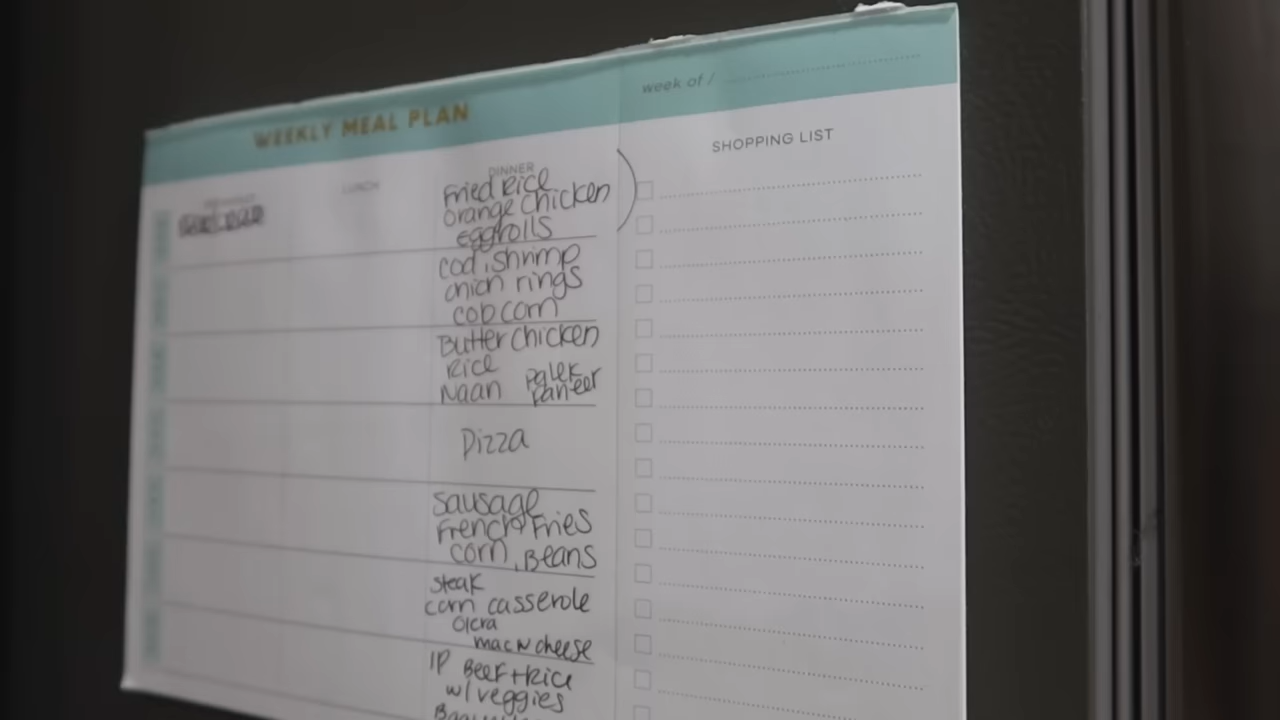 WEEKLY MEAL PLAN
week of /
LUNCH
DINNER
SHOPPING LIST
Fried Rice
orange chicken
eggrolls
cod, shrimp
onion rings
cob corn
Butter chicken
Rice
Naan Palek
Paneer
Pizza
sausage
French Fries
corn, Beans
steak
corn casserole
Okra
mac N cheese
IP Beef + Rice
w/ veggies